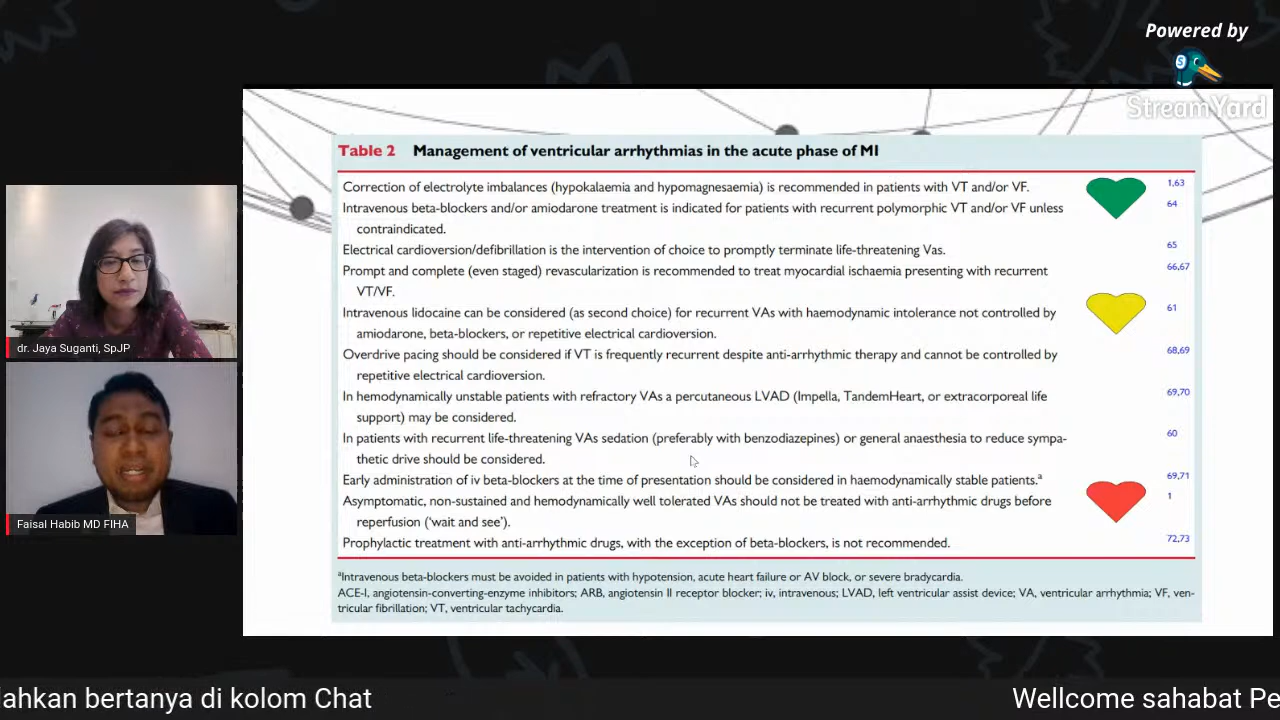 Powered by
S
StreamYard
Table 2 Management of ventricular arrhythmias in the acute phase of MI
Correction of electrolyte imbalances (hypokalaemia and hypomagnesaemia) is recommended in patients with VT and/or VF. 1,63
Intravenous beta-blockers and/or amiodarone treatment is indicated for patients with recurrent polymorphic VT and/or VF unless 64
contraindicated.
Electrical cardioversion/defibrillation is the intervention of choice to promptly terminate life-threatening Vas. 65
Prompt and complete (even staged) revascularization is recommended to treat myocardial ischaemia presenting with recurrent 66,67
VT/VF.
Intravenous lidocaine can be considered (as second choice) for recurrent VAs with haemodynamic intolerance not controlled by 61
amiodarone, beta-blockers, or repetitive electrical cardioversion.
Overdrive pacing should be considered if VT is frequently recurrent despite anti-arrhythmic therapy and cannot be controlled by 68,69
repetitive electrical cardioversion.
In hemodynamically unstable patients with refractory VAs a percutaneous LVAD (Impella, TandemHeart, or extracorporeal life 69,70
support) may be considered.
In patients with recurrent life-threatening VAs sedation (preferably with benzodiazepines) or general anaesthesia to reduce sympa- 60
thetic drive should be considered.
Early administration of iv beta-blockers at the time of presentation should be considered in haemodynamically stable patients.ª 69,71
Asymptomatic, non-sustained and hemodynamically well tolerated VAs should not be treated with anti-arrhythmic drugs before 1
reperfusion (‘wait and see’).
Prophylactic treatment with anti-arrhythmic drugs, with the exception of beta-blockers, is not recommended. 72,73
ªIntravenous beta-blockers must be avoided in patients with hypotension, acute heart failure or AV block, or severe bradycardia.
ACE-I, angiotensin-converting-enzyme inhibitors; ARB, angiotensin II receptor blocker; iv, intravenous; LVAD, left ventricular assist device; VA, ventricular arrhythmia; VF, ven-
tricular fibrillation; VT, ventricular tachycardia.
dr. Jaya Suganti, SpJP
Faisal Habib MD FIHA
lahkan bertanya di kolom Chat
Wellcome sahabat Pe